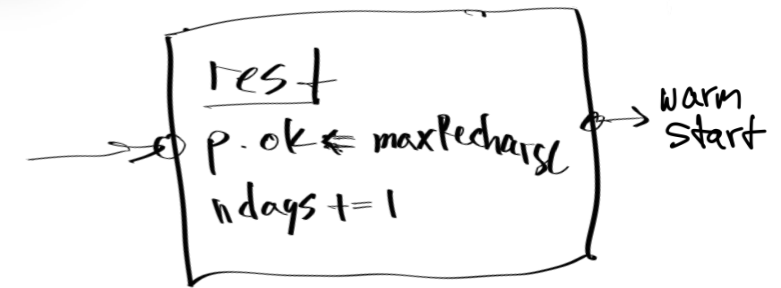 rest
p.ok ⇐ maxRecharge
ndays += 1
warm
start